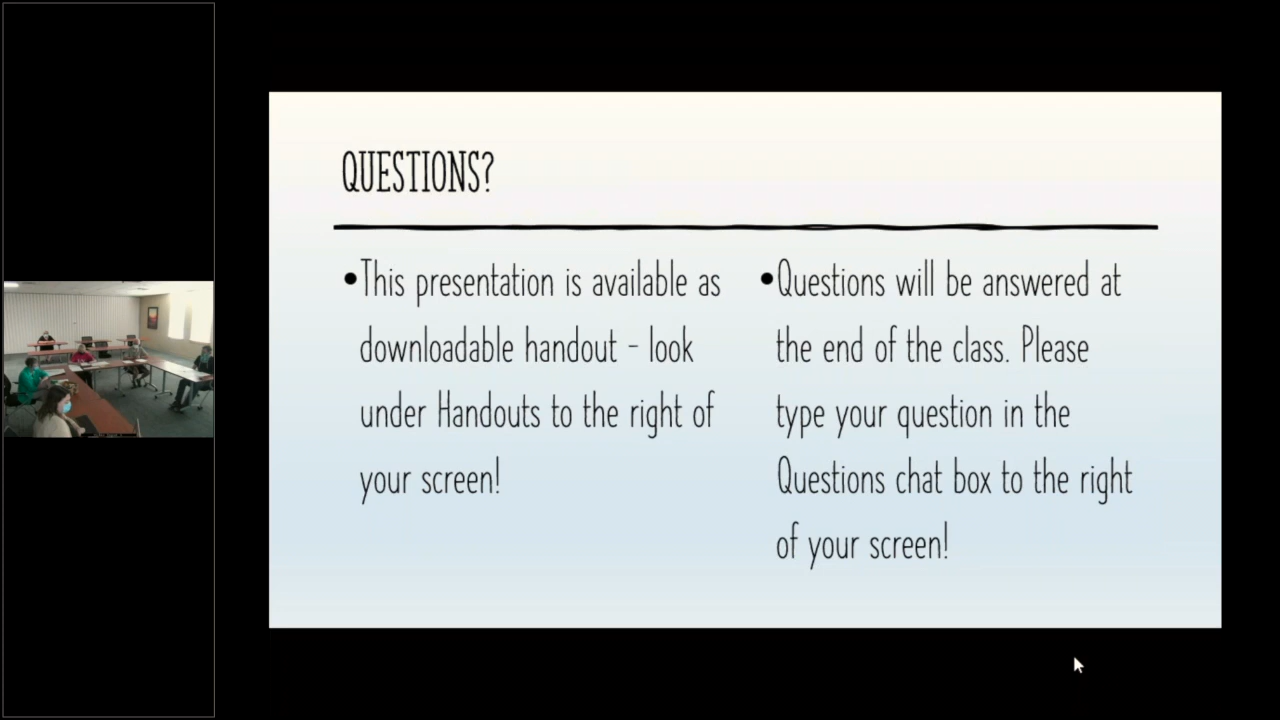 QUESTIONS?
•This presentation is available as
downloadable handout - look
under Handouts to the right of
your screen!
•Questions will be answered at
the end of the class. Please
type your question in the
Questions chat box to the right
of your screen!